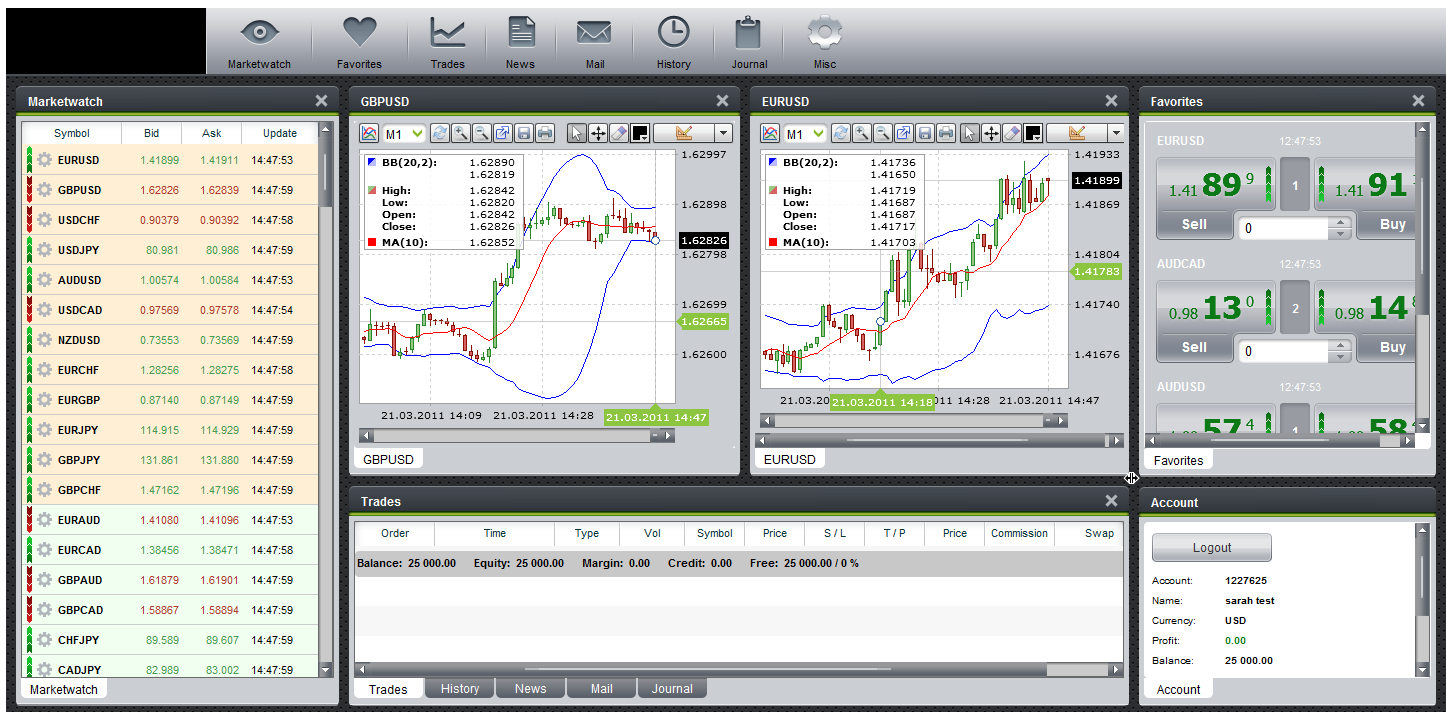 Marketwatch Favorites Trades News Mail History Journal Misc
Marketwatch
Symbol Bid Ask Update
EURUSD 1.41899 1.41911 14:47:53
GBPUSD 1.62826 1.62839 14:47:59
USDCHF 0.90379 0.90392 14:47:58
USDJPY 80.981 80.986 14:47:59
AUDUSD 1.00574 1.00584 14:47:53
USDCAD 0.97569 0.97578 14:47:54
NZDUSD 0.73553 0.73569 14:47:59
EURCHF 1.28256 1.28275 14:47:58
EURGBP 0.87140 0.87149 14:47:59
EURJPY 114.915 114.929 14:47:59
GBPJPY 131.861 131.880 14:47:59
GBPCHF 1.47162 1.47196 14:47:59
EURAUD 1.41080 1.41096 14:47:53
EURCAD 1.38456 1.38471 14:47:58
GBPAUD 1.61879 1.61901 14:47:59
GBPCAD 1.58867 1.58894 14:47:59
CHFJPY 89.589 89.607 14:47:59
CADJPY 82.989 83.002 14:47:59
Marketwatch
GBPUSD
M1
BB(20,2): 1.62890
1.62819
High: 1.62842
Low: 1.62820
Open: 1.62842
Close: 1.62826
MA(10): 1.62852
1.62997
1.62898
1.62826
1.62798
1.62699
1.62665
1.62600
21.03.2011 14:09 21.03.2011 14:28 21.03.2011 14:47
GBPUSD
EURUSD
M1
BB(20,2): 1.41736
1.41650
High: 1.41719
Low: 1.41687
Open: 1.41687
Close: 1.41717
MA(10): 1.41703
1.41933
1.41899
1.41869
1.41804
1.41783
1.41740
1.41676
21.03.20 21.03.2011 14:18 011 14:28 21.03.2011 14:47
EURUSD
Favorites
EURUSD 12:47:53
1.41 89 9 1 1.41 91
Sell 0 Buy
AUDCAD 12:47:53
0.98 13 0 2 0.98 14
Sell 0 Buy
AUDUSD 12:47:53
57 4 1 58
Favorites
Trades
Order Time Type Vol Symbol Price S / L T / P Price Commission Swap
Balance: 25 000.00 Equity: 25 000.00 Margin: 0.00 Credit: 0.00 Free: 25 000.00 / 0 %
Trades History News Mail Journal
Account
Logout
Account: 1227625
Name: sarah test
Currency: USD
Profit: 0.00
Balance: 25 000.00
Account